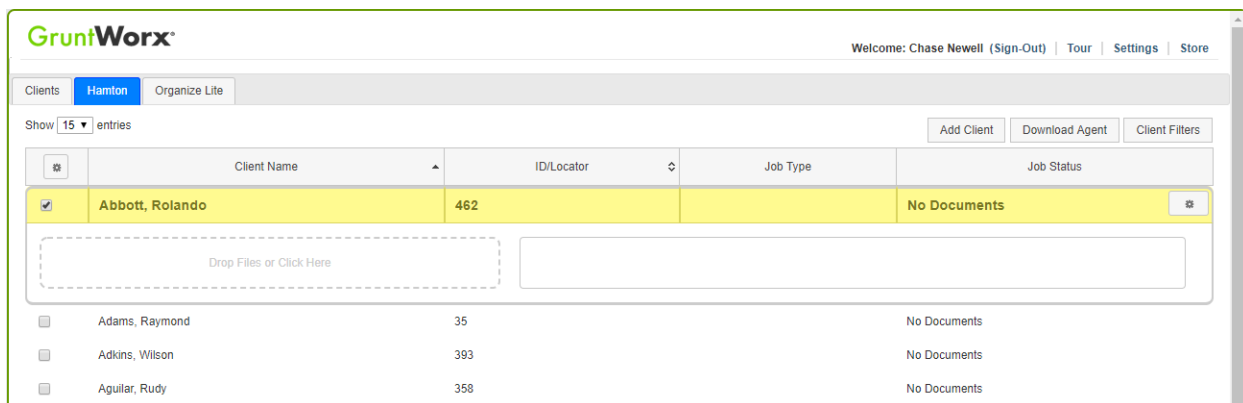 GruntWorx
Welcome: Chase Newell (Sign-Out) | Tour | Settings | Store
Clients Hamton Organize Lite
Show 15 entries Add Client Download Agent Client Filters
Client Name ID/Locator Job Type Job Status
Abbott, Rolando 462 No Documents
Drop Files or Click Here
Adams, Raymond 35 No Documents
Adkins, Wilson 393 No Documents
Aguilar, Rudy 358 No Documents